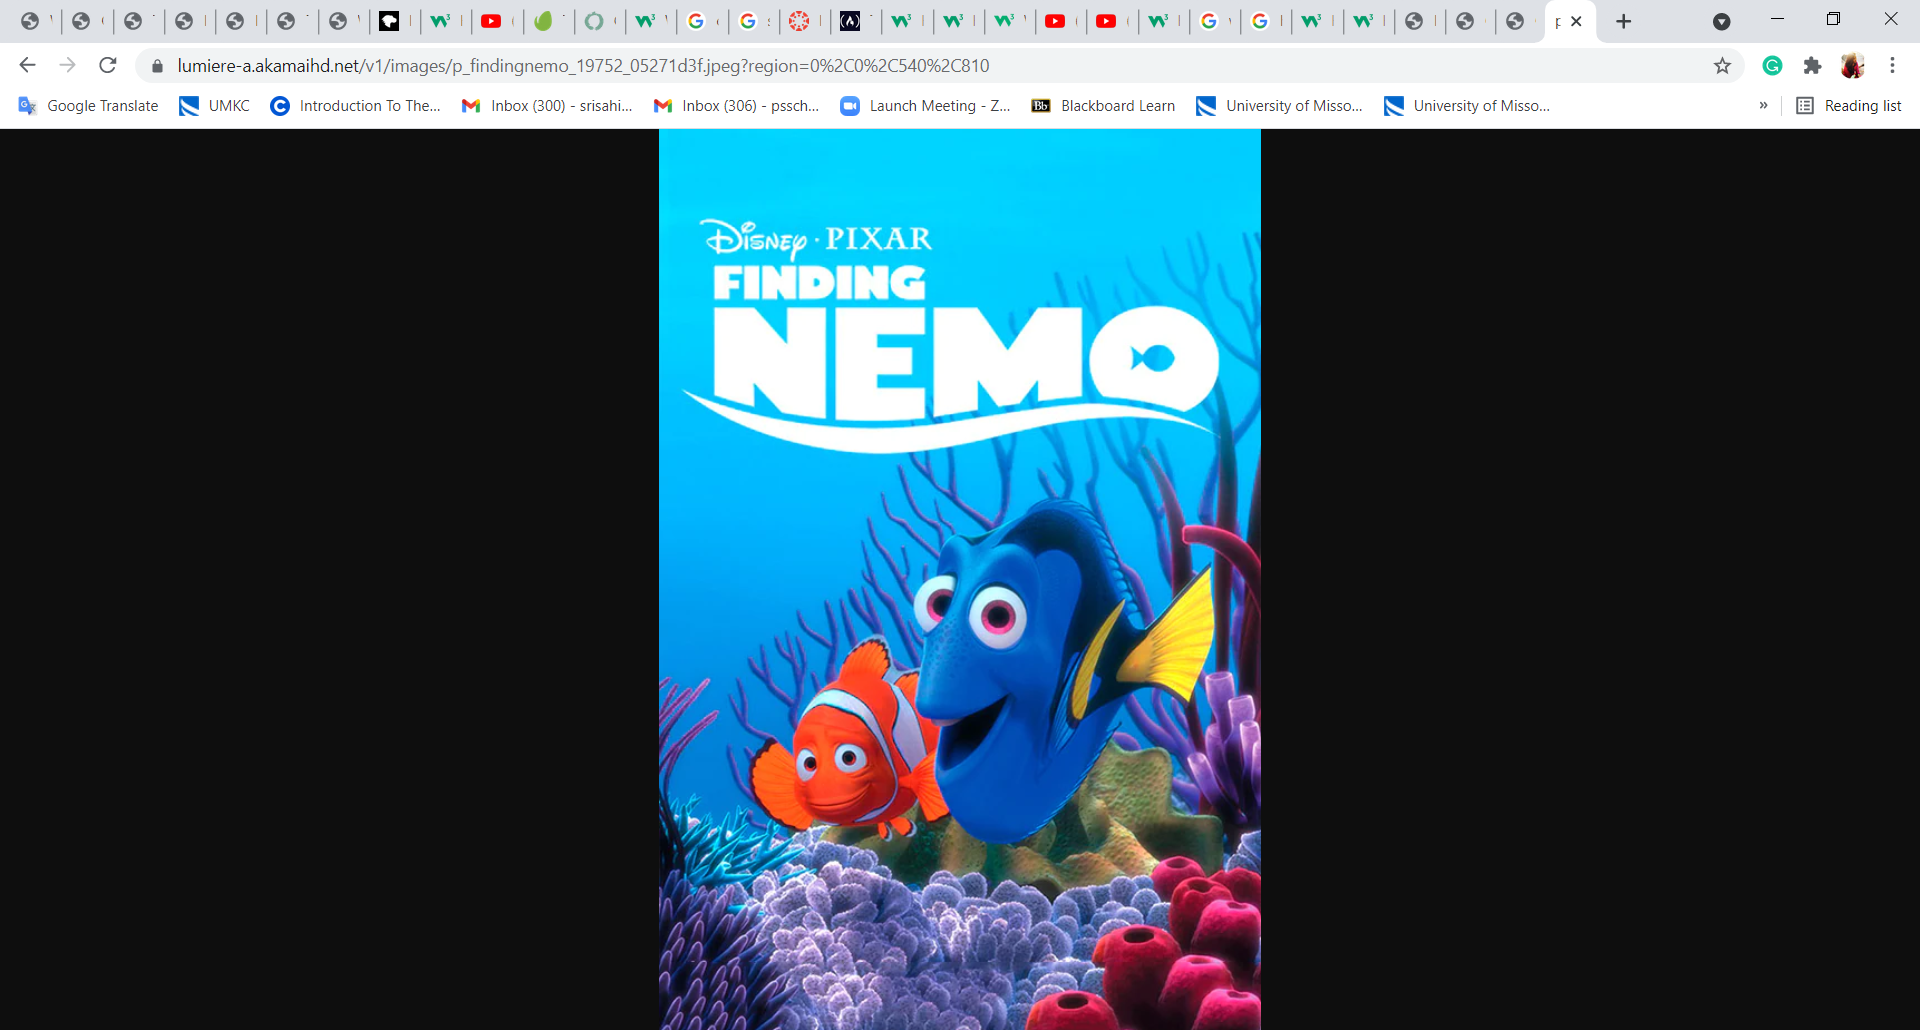 lumiere-a.akamaihd.net/v1/images/p_findingnemo_19752_05271d3f.jpeg?region=0%2C0%2C540%2C810
Google Translate UMKC Introduction To The... Inbox (300) - srisahi... Inbox (306) - pssch... Launch Meeting - Z... Bb Blackboard Learn University of Misso... University of Misso... » Reading list
Disney · PIXAR
FINDING
NEMO